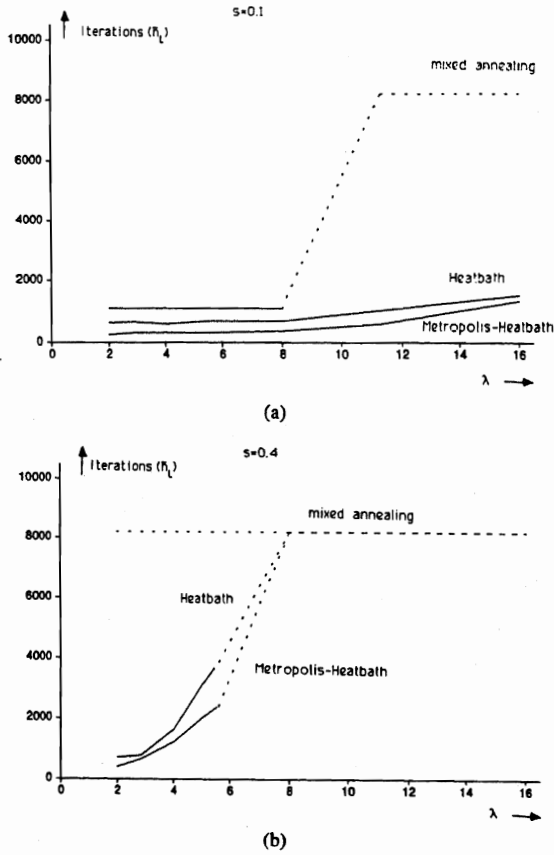 s=0.1
Iterations (n̄L)
10000
8000
6000
4000
2000
0
mixed annealing
Heatbath
Metropolis-Heatbath
0 2 4 6 8 10 12 14 16
λ
(a)
s=0.4
Iterations (n̄L)
10000
8000
6000
4000
2000
0
mixed annealing
Heatbath
Metropolis-Heatbath
0 2 4 6 8 10 12 14 16
λ
(b)